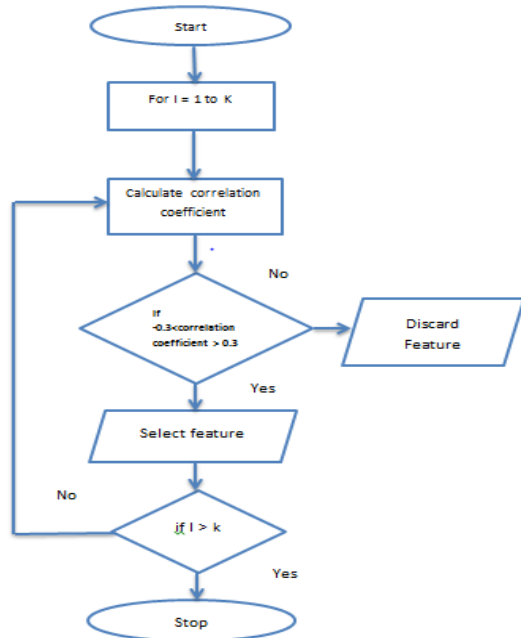 Start
For I = 1 to K
Calculate correlation
coefficient
No
If
-0.3<correlation
coefficient > 0.3
Discard
Feature
Yes
Select feature
No
if I > k
Yes
Stop